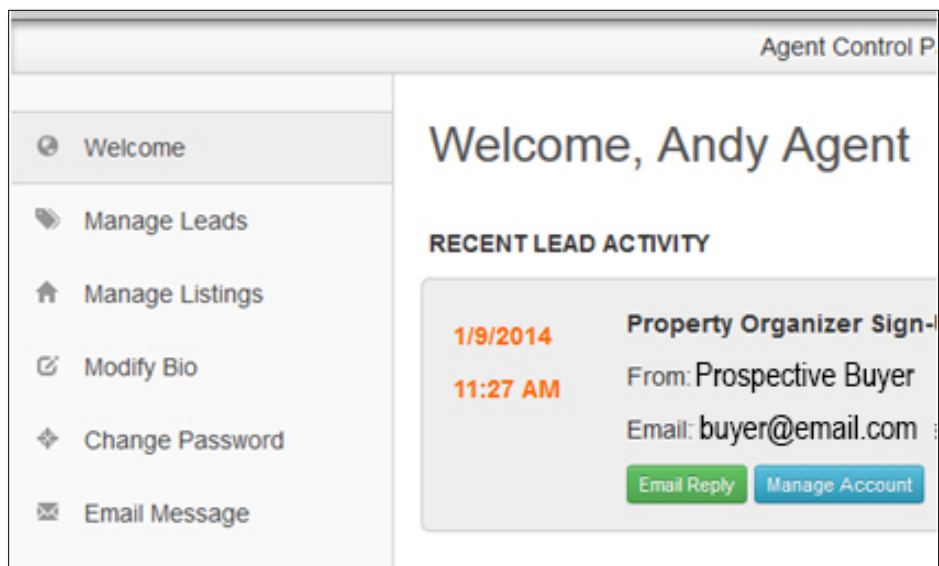 Agent Control P
Welcome
Manage Leads
Manage Listings
Modify Bio
Change Password
Email Message
Welcome, Andy Agent
RECENT LEAD ACTIVITY
1/9/2014
11:27 AM
Property Organizer Sign-
From: Prospective Buyer
Email: buyer@email.com
Email Reply
Manage Account